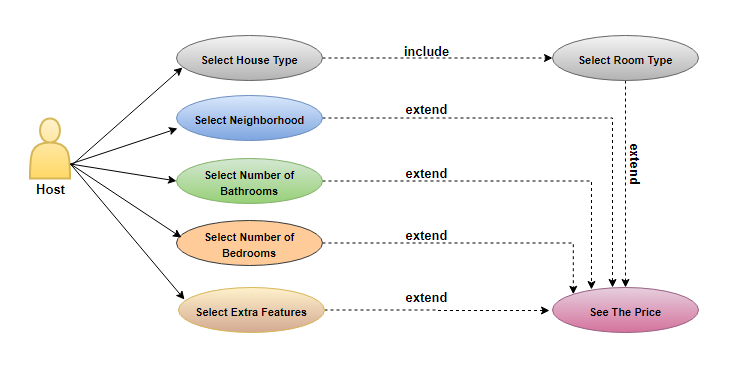 Select House Type
include
Select Room Type
Select Neighborhood
extend
Host
Select Number of
Bathrooms
extend
extend
Select Number of
Bedrooms
extend
Select Extra Features
extend
See The Price